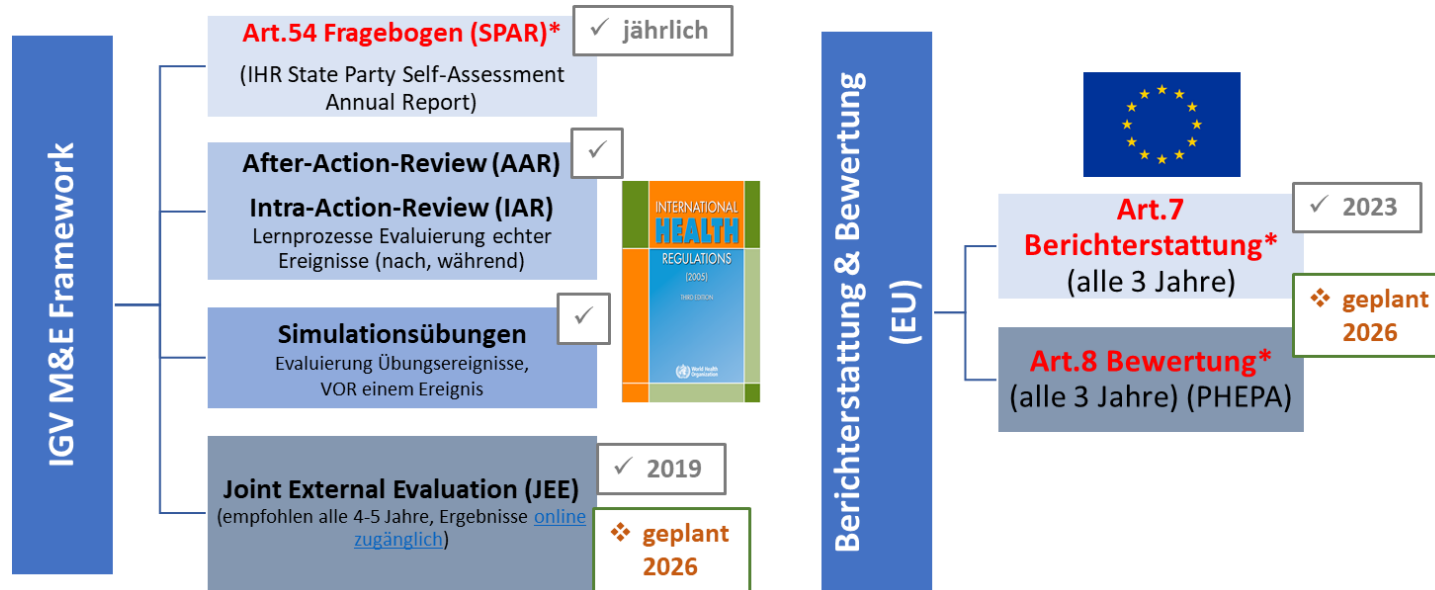 IGV M&E Framework
Art.54 Fragebogen (SPAR)*
✓ jährlich
(IHR State Party Self-Assessment
Annual Report)
After-Action-Review (AAR)
✓
Intra-Action-Review (IAR)
Lernprozesse Evaluierung echter
Ereignisse (nach, während)
Simulationsübungen
✓
Evaluierung Übungsereignisse,
VOR einem Ereignis
Joint External Evaluation (JEE)
(empfohlen alle 4-5 Jahre, Ergebnisse online
zugänglich)
✓ 2019
❖ geplant
2026
INTERNATIONAL
HEALTH
REGULATIONS
(2005)
THIRD EDITION
World Health
Organization
Berichterstattung & Bewertung
(EU)
Art.7
Berichterstattung*
(alle 3 Jahre)
✓ 2023
❖ geplant
2026
Art.8 Bewertung*
(alle 3 Jahre) (PHEPA)